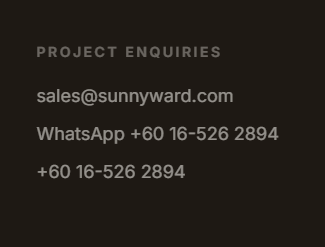 PROJECT ENQUIRIES
sales@sunnyward.com
WhatsApp +60 16-526 2894
+60 16-526 2894